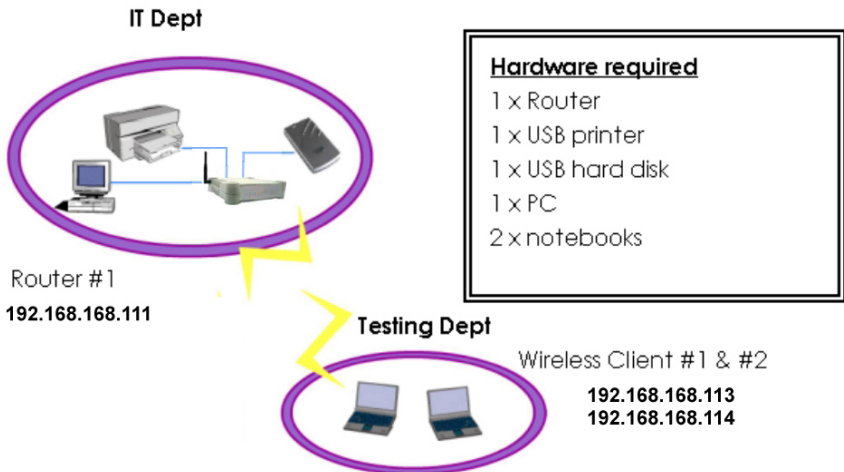 IT Dept
Hardware required
1 x Router
1 x USB printer
1 x USB hard disk
1 x PC
2 x notebooks
Router #1
192.168.168.111
Testing Dept
Wireless Client #1 & #2
192.168.168.113
192.168.168.114